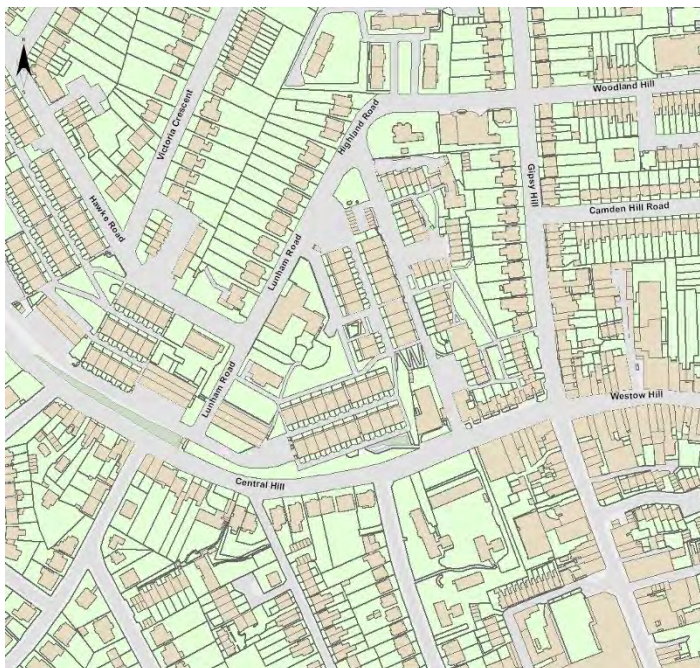 Woodland Hill
Victoria Crescent
Highland Road
Gipsy Hill
Camden Hill Road
Hawke Road
Lunham Road
Lunham Road
Westow Hill
Central Hill